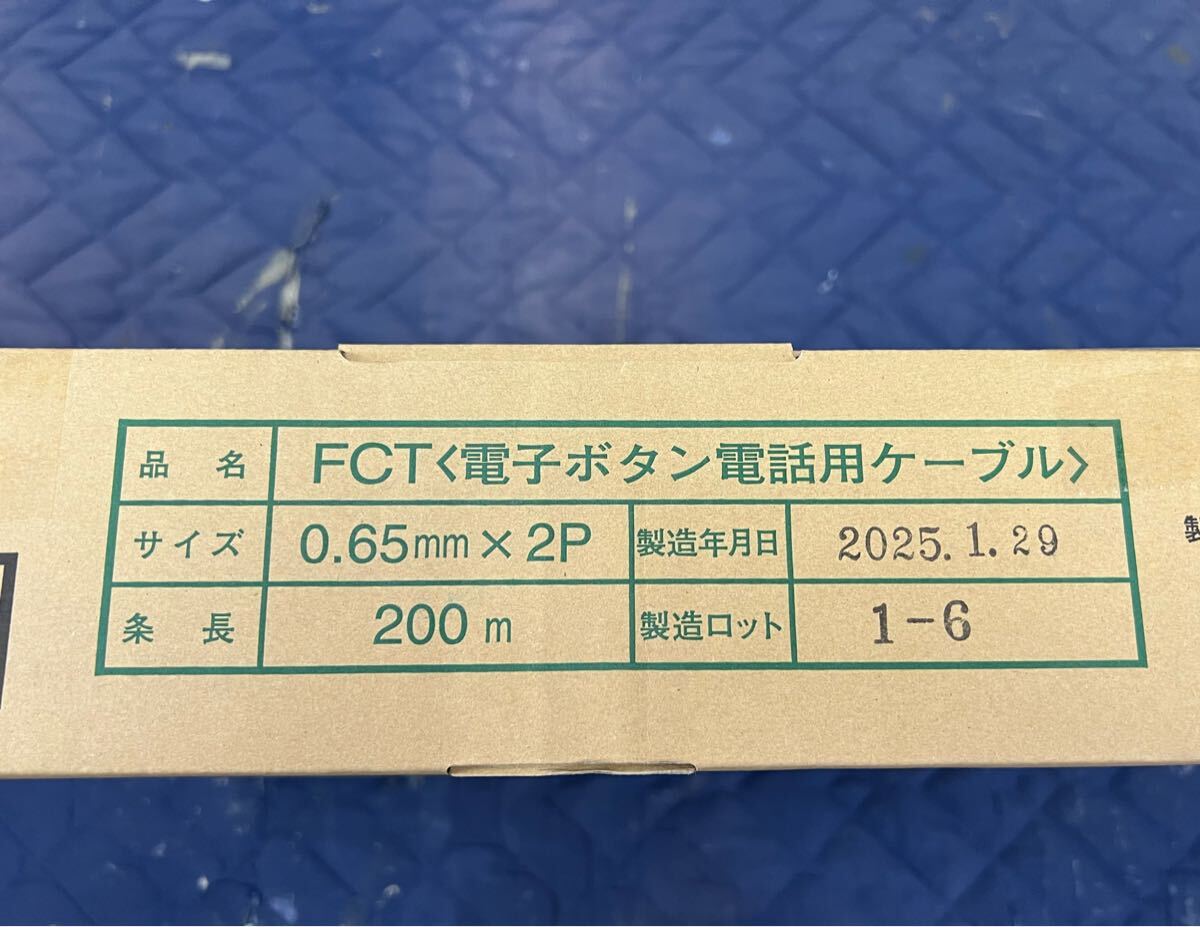 品名 FCT〈電子ボタン電話用ケーブル〉
サイズ 0.65mm×2P 製造年月日 2025.1.29
条長 200m 製造ロット 1-6
製